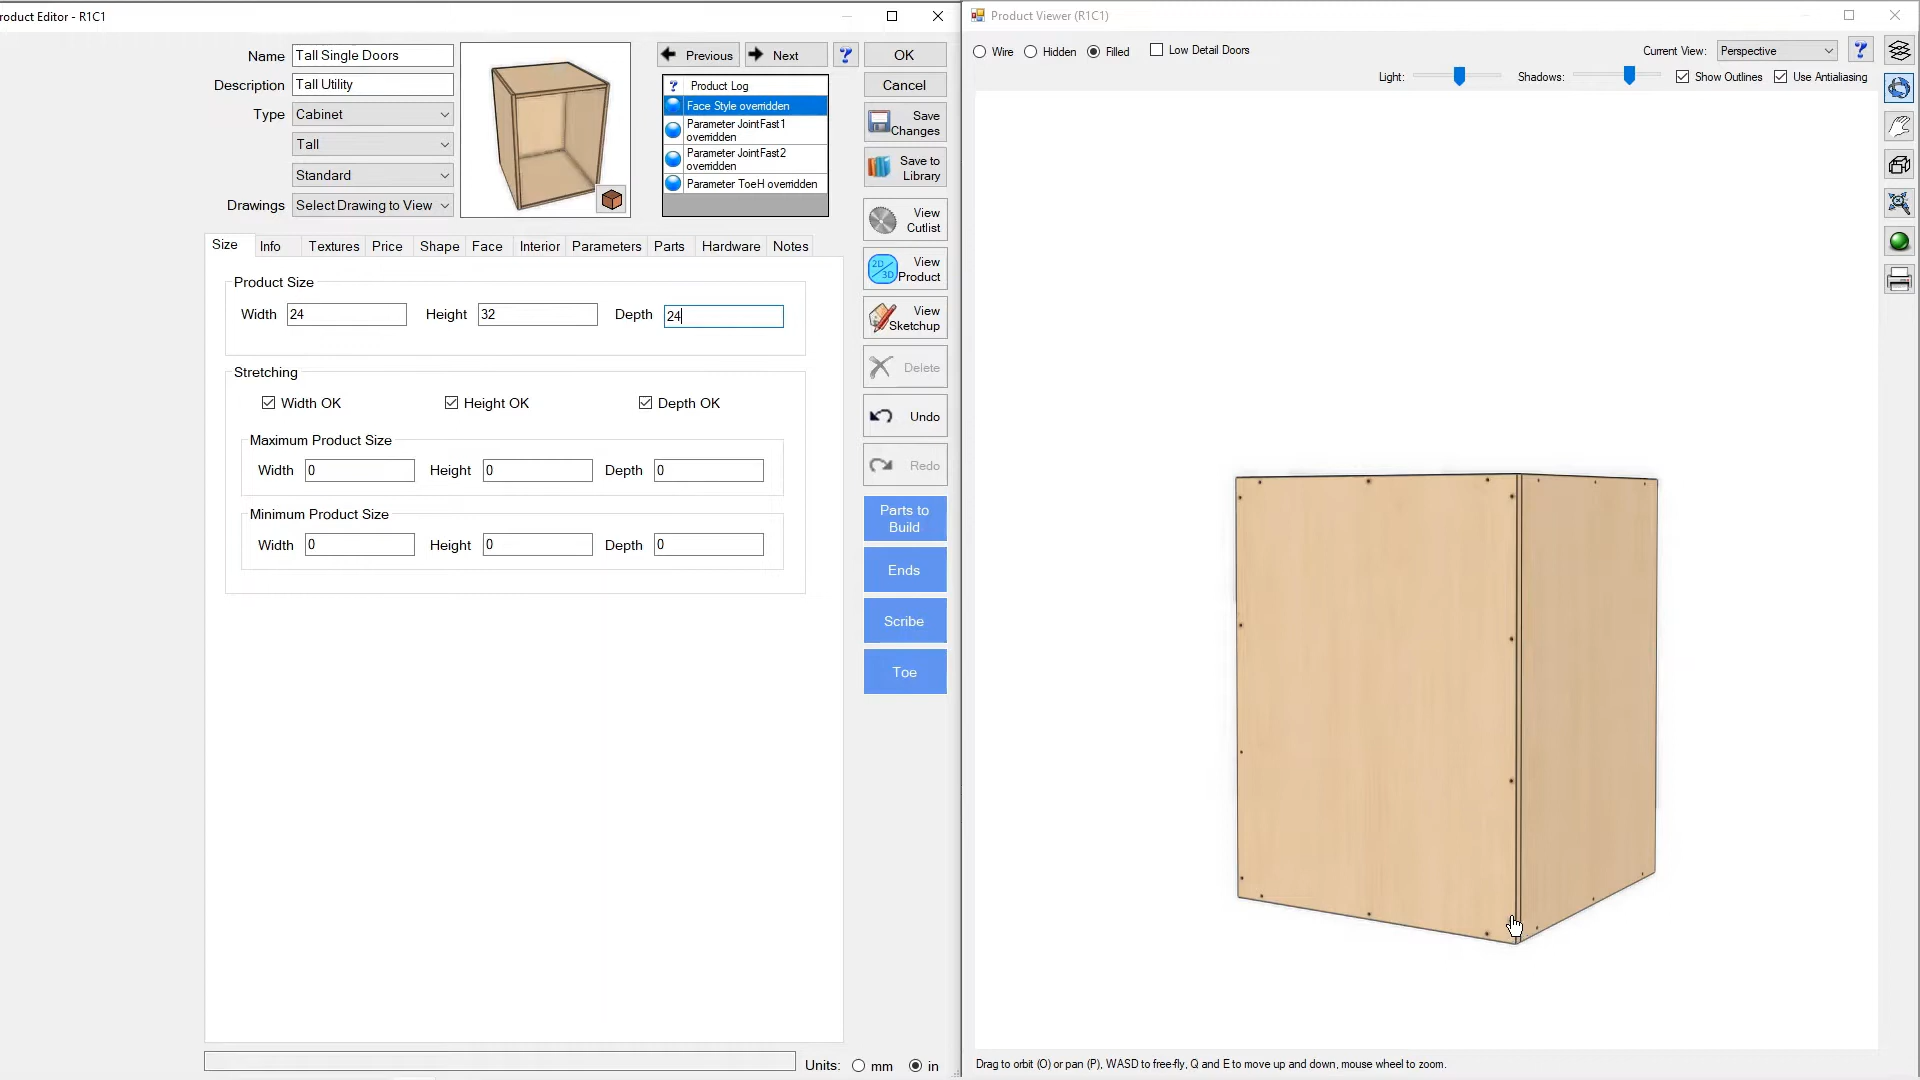 roduct Editor - R1C1
Name Tall Single Doors
Description Tall Utility
Type Cabinet
Tall
Standard
Drawings Select Drawing to View
Previous Next ? OK
? Product Log
Face Style overridden
Parameter JointFast1
overridden
Parameter JointFast2
overridden
Parameter ToeH overridden
Cancel
Save
Changes
Save to
Library
View
Cutlist
2D
3D
View
Product
View
Sketchup
Delete
Undo
Redo
Parts to
Build
Ends
Scribe
Toe
Size Info Textures Price Shape Face Interior Parameters Parts Hardware Notes
Product Size
Width 24 Height 32 Depth 24
Stretching
Width OK Height OK Depth OK
Maximum Product Size
Width 0 Height 0 Depth 0
Minimum Product Size
Width 0 Height 0 Depth 0
Units: mm in
Product Viewer (R1C1)
Wire Hidden Filled Low Detail Doors Current View: Perspective ?
Light: Shadows: Show Outlines Use Antialiasing
Drag to orbit (O) or pan (P), WASD to free-fly, Q and E to move up and down, mouse wheel to zoom.